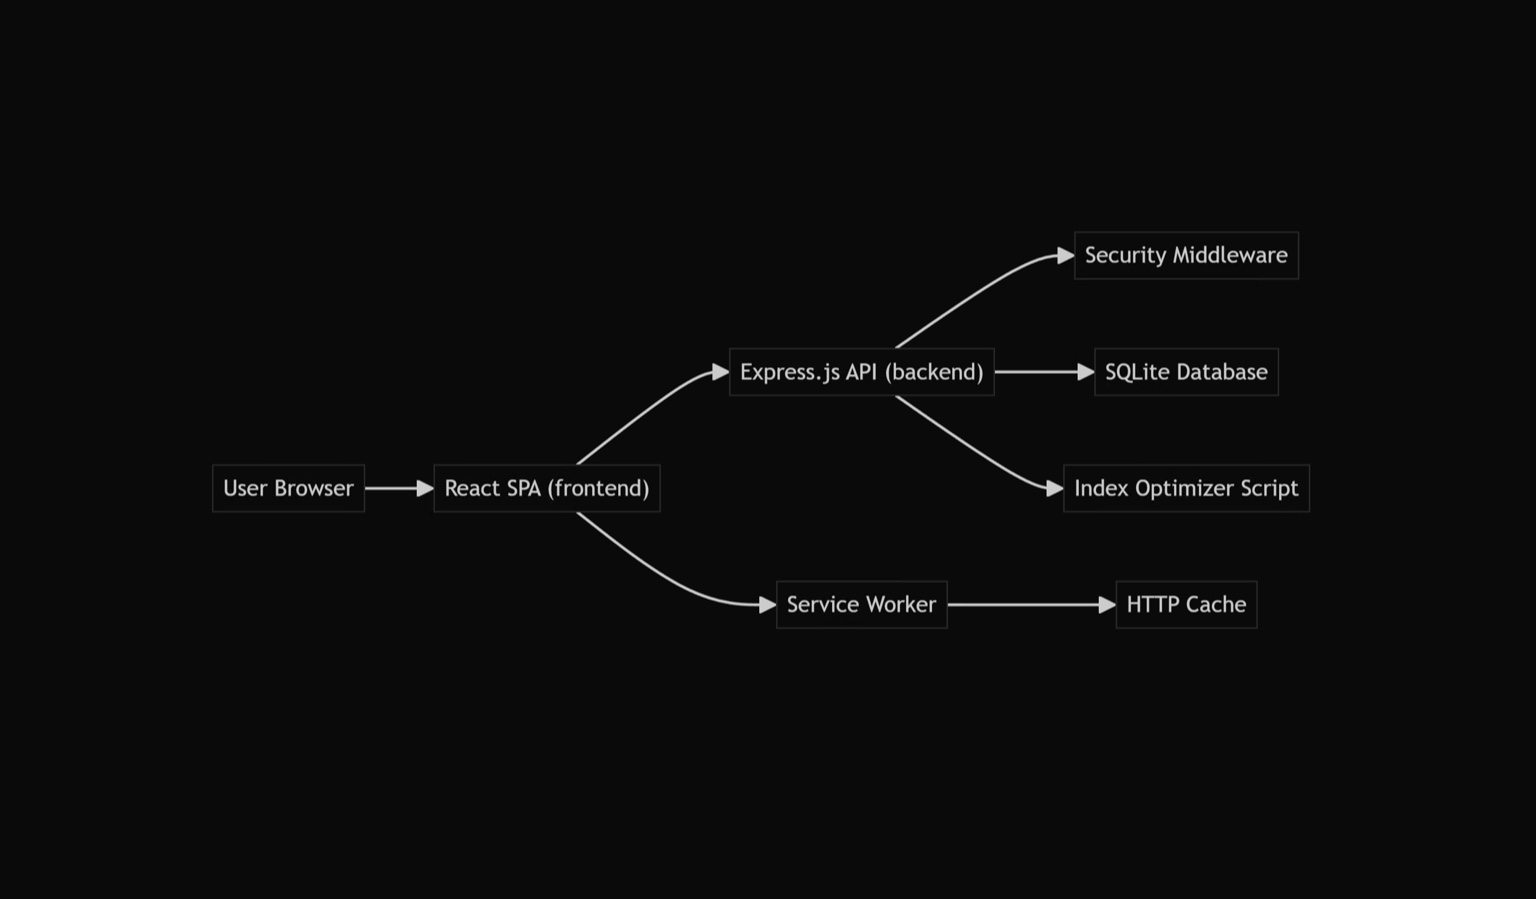 Security Middleware
Express.js API (backend)
SQLite Database
User Browser
React SPA (frontend)
Index Optimizer Script
Service Worker
HTTP Cache